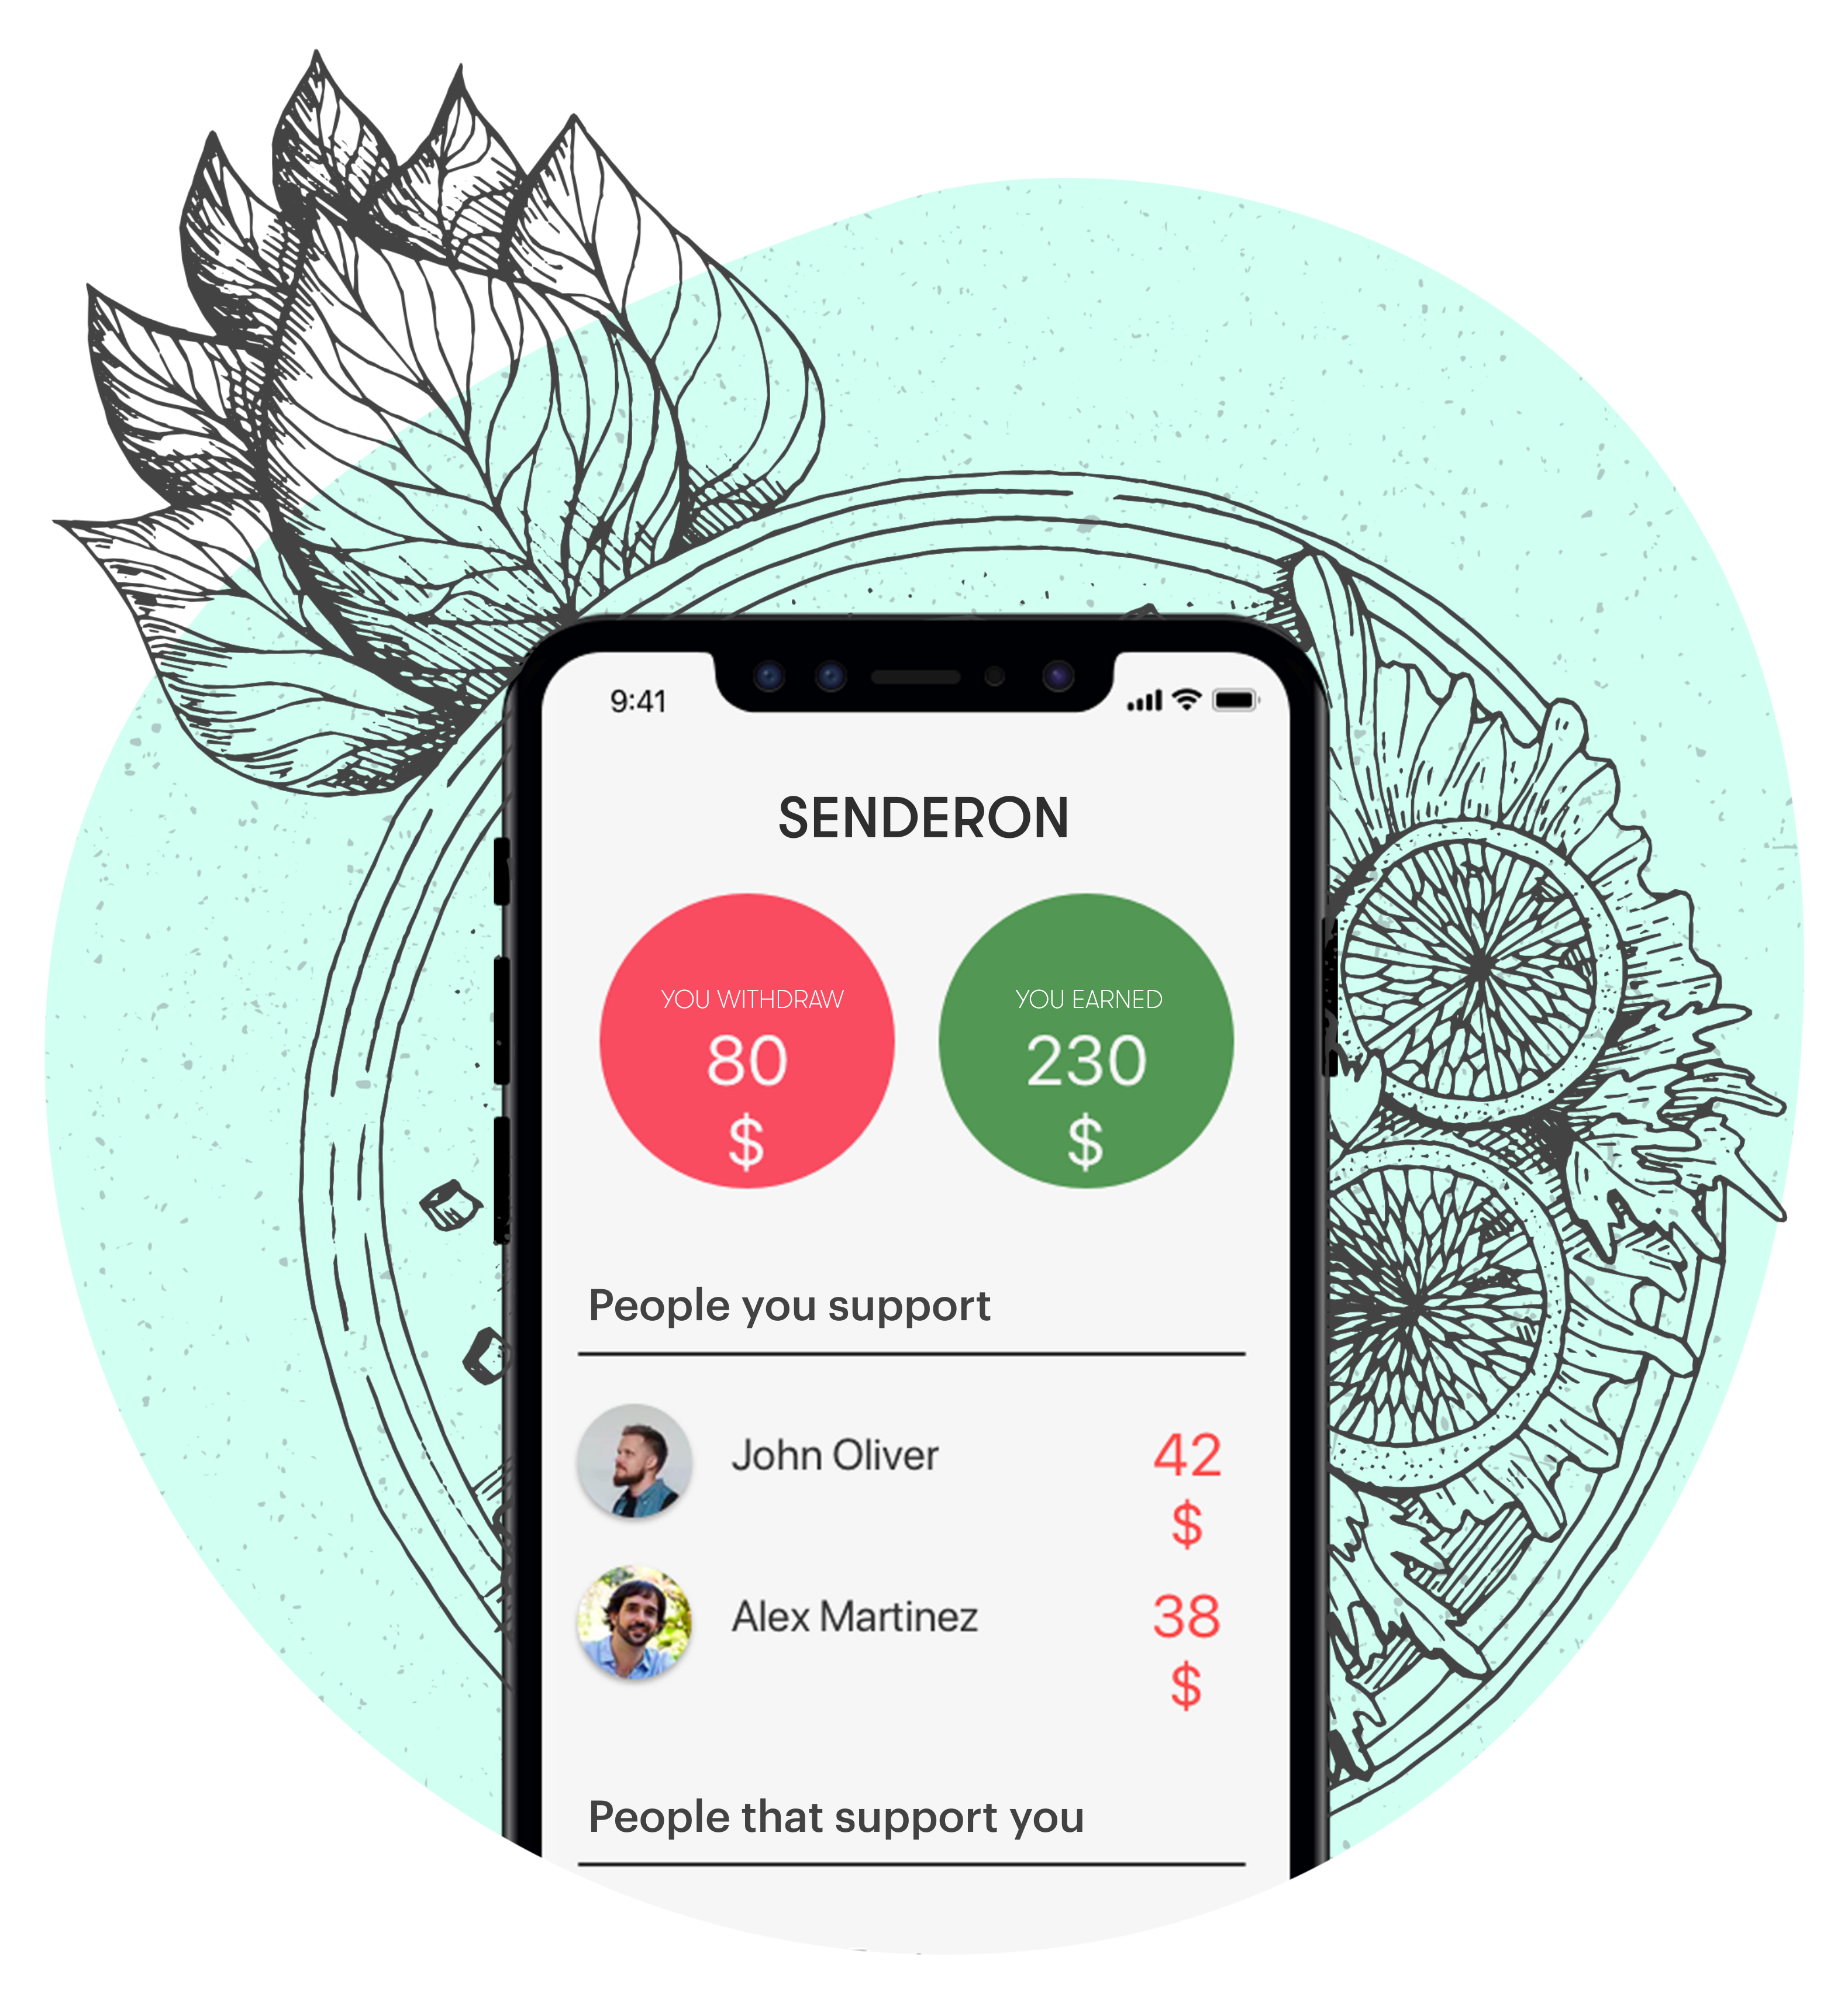 9:41
SENDERON
YOU WITHDRAW
80
$
YOU EARNED
230
$
People you support
John Oliver
42
$
Alex Martinez
38
$
People that support you